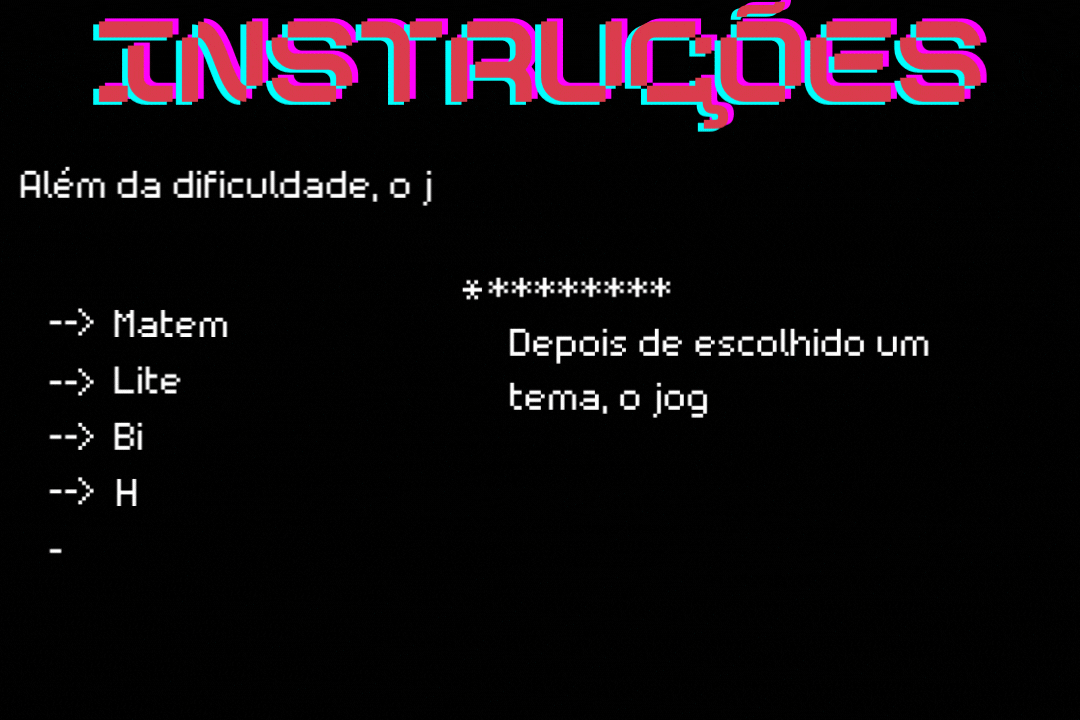 INSTRUÇÕES
Além da dificuldade, o j
--> Matem
--> Lite
--> Bi
--> H
-
*********
Depois de escolhido um
tema, o jog